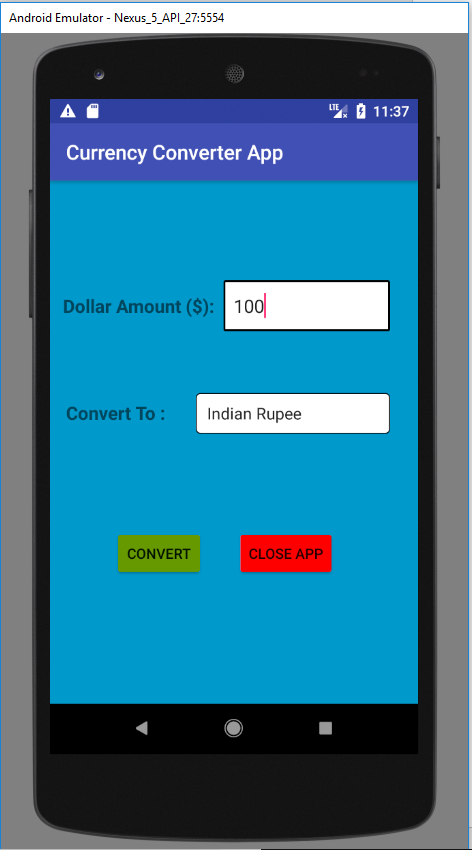 Android Emulator - Nexus_5_API_27:5554
LTE 11:37
Currency Converter App
Dollar Amount ($): 100
Convert To : Indian Rupee
CONVERT CLOSE APP